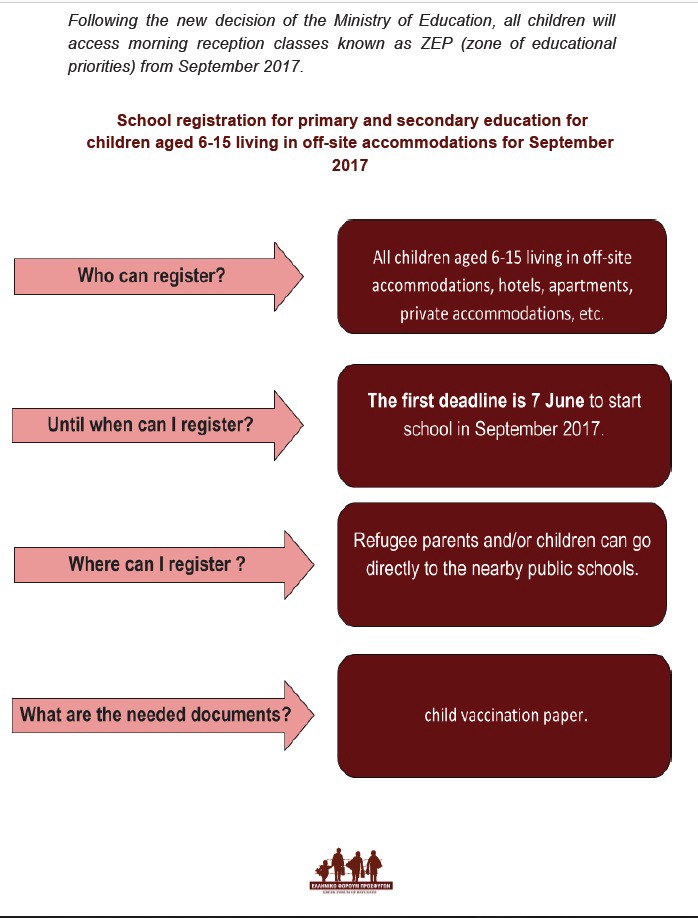 Following the new decision of the Ministry of Education, all children will
access morning reception classes known as ZEP (zone of educational
priorities) from September 2017.
School registration for primary and secondary education for
children aged 6-15 living in off-site accommodations for September
2017
Who can register?
All children aged 6-15 living in off-site
accommodations, hotels, apartments,
private accommodations, etc.
Until when can I register?
The first deadline is 7 June to start
school in September 2017.
Where can I register ?
Refugee parents and/or children can go
directly to the nearby public schools.
What are the needed documents?
child vaccination paper.
ΕΛΛΗΝΙΚΟ ΦΟΡΟΥΜ ΠΡΟΣΦΥΓΩΝ
GREEK FORUM OF REFUGEES